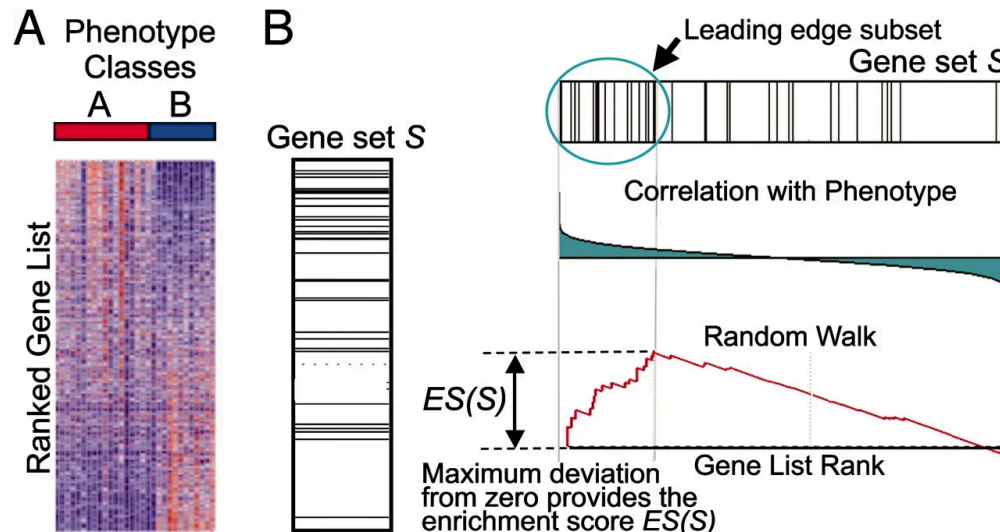 A
Phenotype
Classes
A B
Ranked Gene List
B
Gene set S
Leading edge subset
Gene set S
Correlation with Phenotype
Random Walk
ES(S)
Gene List Rank
Maximum deviation
from zero provides the
enrichment score ES(S)